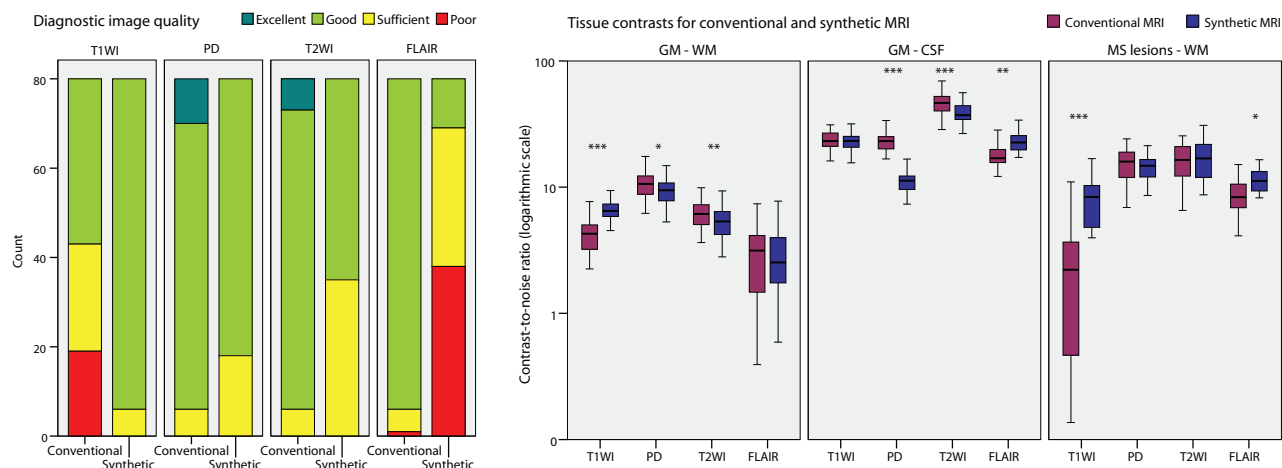 Diagnostic image quality
Excellent Good Sufficient Poor
T1WI PD T2WI FLAIR
80
60
40
20
0
Count
Conventional Conventional Conventional Conventional
Synthetic Synthetic Synthetic Synthetic
Tissue contrasts for conventional and synthetic MRI
Conventional MRI Synthetic MRI
GM - WM GM - CSF MS lesions - WM
100
10
1
0
Contrast-to-noise ratio (logarithmic scale)
*** * **
*** *** **
*** *
T1WI PD T2WI FLAIR T1WI PD T2WI FLAIR T1WI PD T2WI FLAIR